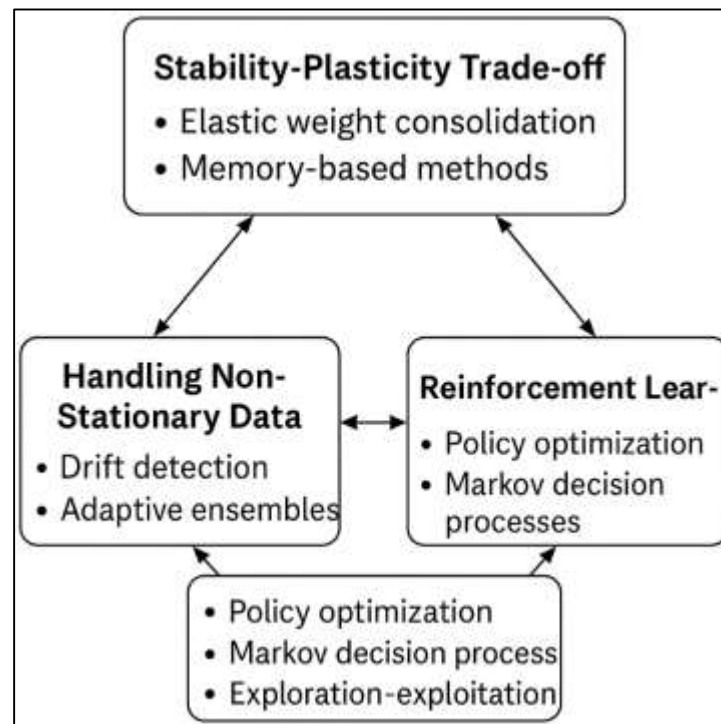 Stability-Plasticity Trade-off
• Elastic weight consolidation
• Memory-based methods
Handling Non-
Stationary Data
• Drift detection
• Adaptive ensembles
Reinforcement Lear-
• Policy optimization
• Markov decision
processes
• Policy optimization
• Markov decision process
• Exploration-exploitation